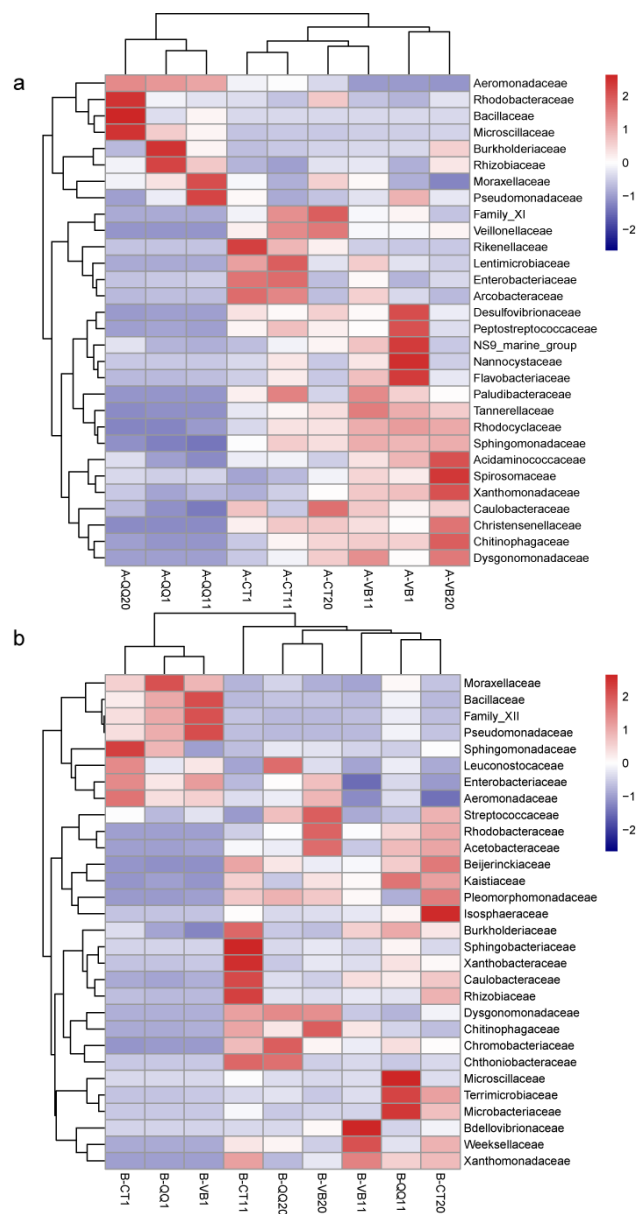 a
Aeromonadaceae
Rhodobacteraceae
Bacillaceae
Microscillaceae
Burkholderiaceae
Rhizobiaceae
Moraxellaceae
Pseudomonadaceae
Family_XI
Veillonellaceae
Rikenellaceae
Lentimicrobiaceae
Enterobacteriaceae
Arcobacteraceae
Desulfovibrionaceae
Peptostreptococcaceae
NS9_marine_group
Nannocystaceae
Flavobacteriaceae
Paludibacteraceae
Tannerellaceae
Rhodocyclaceae
Sphingomonadaceae
Acidaminococcaceae
Spirosomaceae
Xanthomonadaceae
Caulobacteraceae
Christensenellaceae
Chitinophagaceae
Dysgonomonadaceae
2
1
0
−1
−2
A-QQ20
A-QQ1
A-QQ11
A-CT1
A-CT11
A-CT20
A-VB11
A-VB1
A-VB20
b
Moraxellaceae
Bacillaceae
Family_XII
Pseudomonadaceae
Sphingomonadaceae
Leuconostocaceae
Enterobacteriaceae
Aeromonadaceae
Streptococcaceae
Rhodobacteraceae
Acetobacteraceae
Beijerinckiaceae
Kaistiaceae
Pleomorphomonadaceae
Isosphaeraceae
Burkholderiaceae
Sphingobacteriaceae
Xanthobacteraceae
Caulobacteraceae
Rhizobiaceae
Dysgonomonadaceae
Chitinophagaceae
Chromobacteriaceae
Chthoniobacteraceae
Microscillaceae
Terrimicrobiaceae
Microbacteriaceae
Bdellovibrionaceae
Weeksellaceae
Xanthomonadaceae
2
1
0
−1
−2
B-CT1
B-QQ1
B-VB1
B-CT11
B-QQ20
B-VB20
B-VB11
B-QQ11
B-CT20